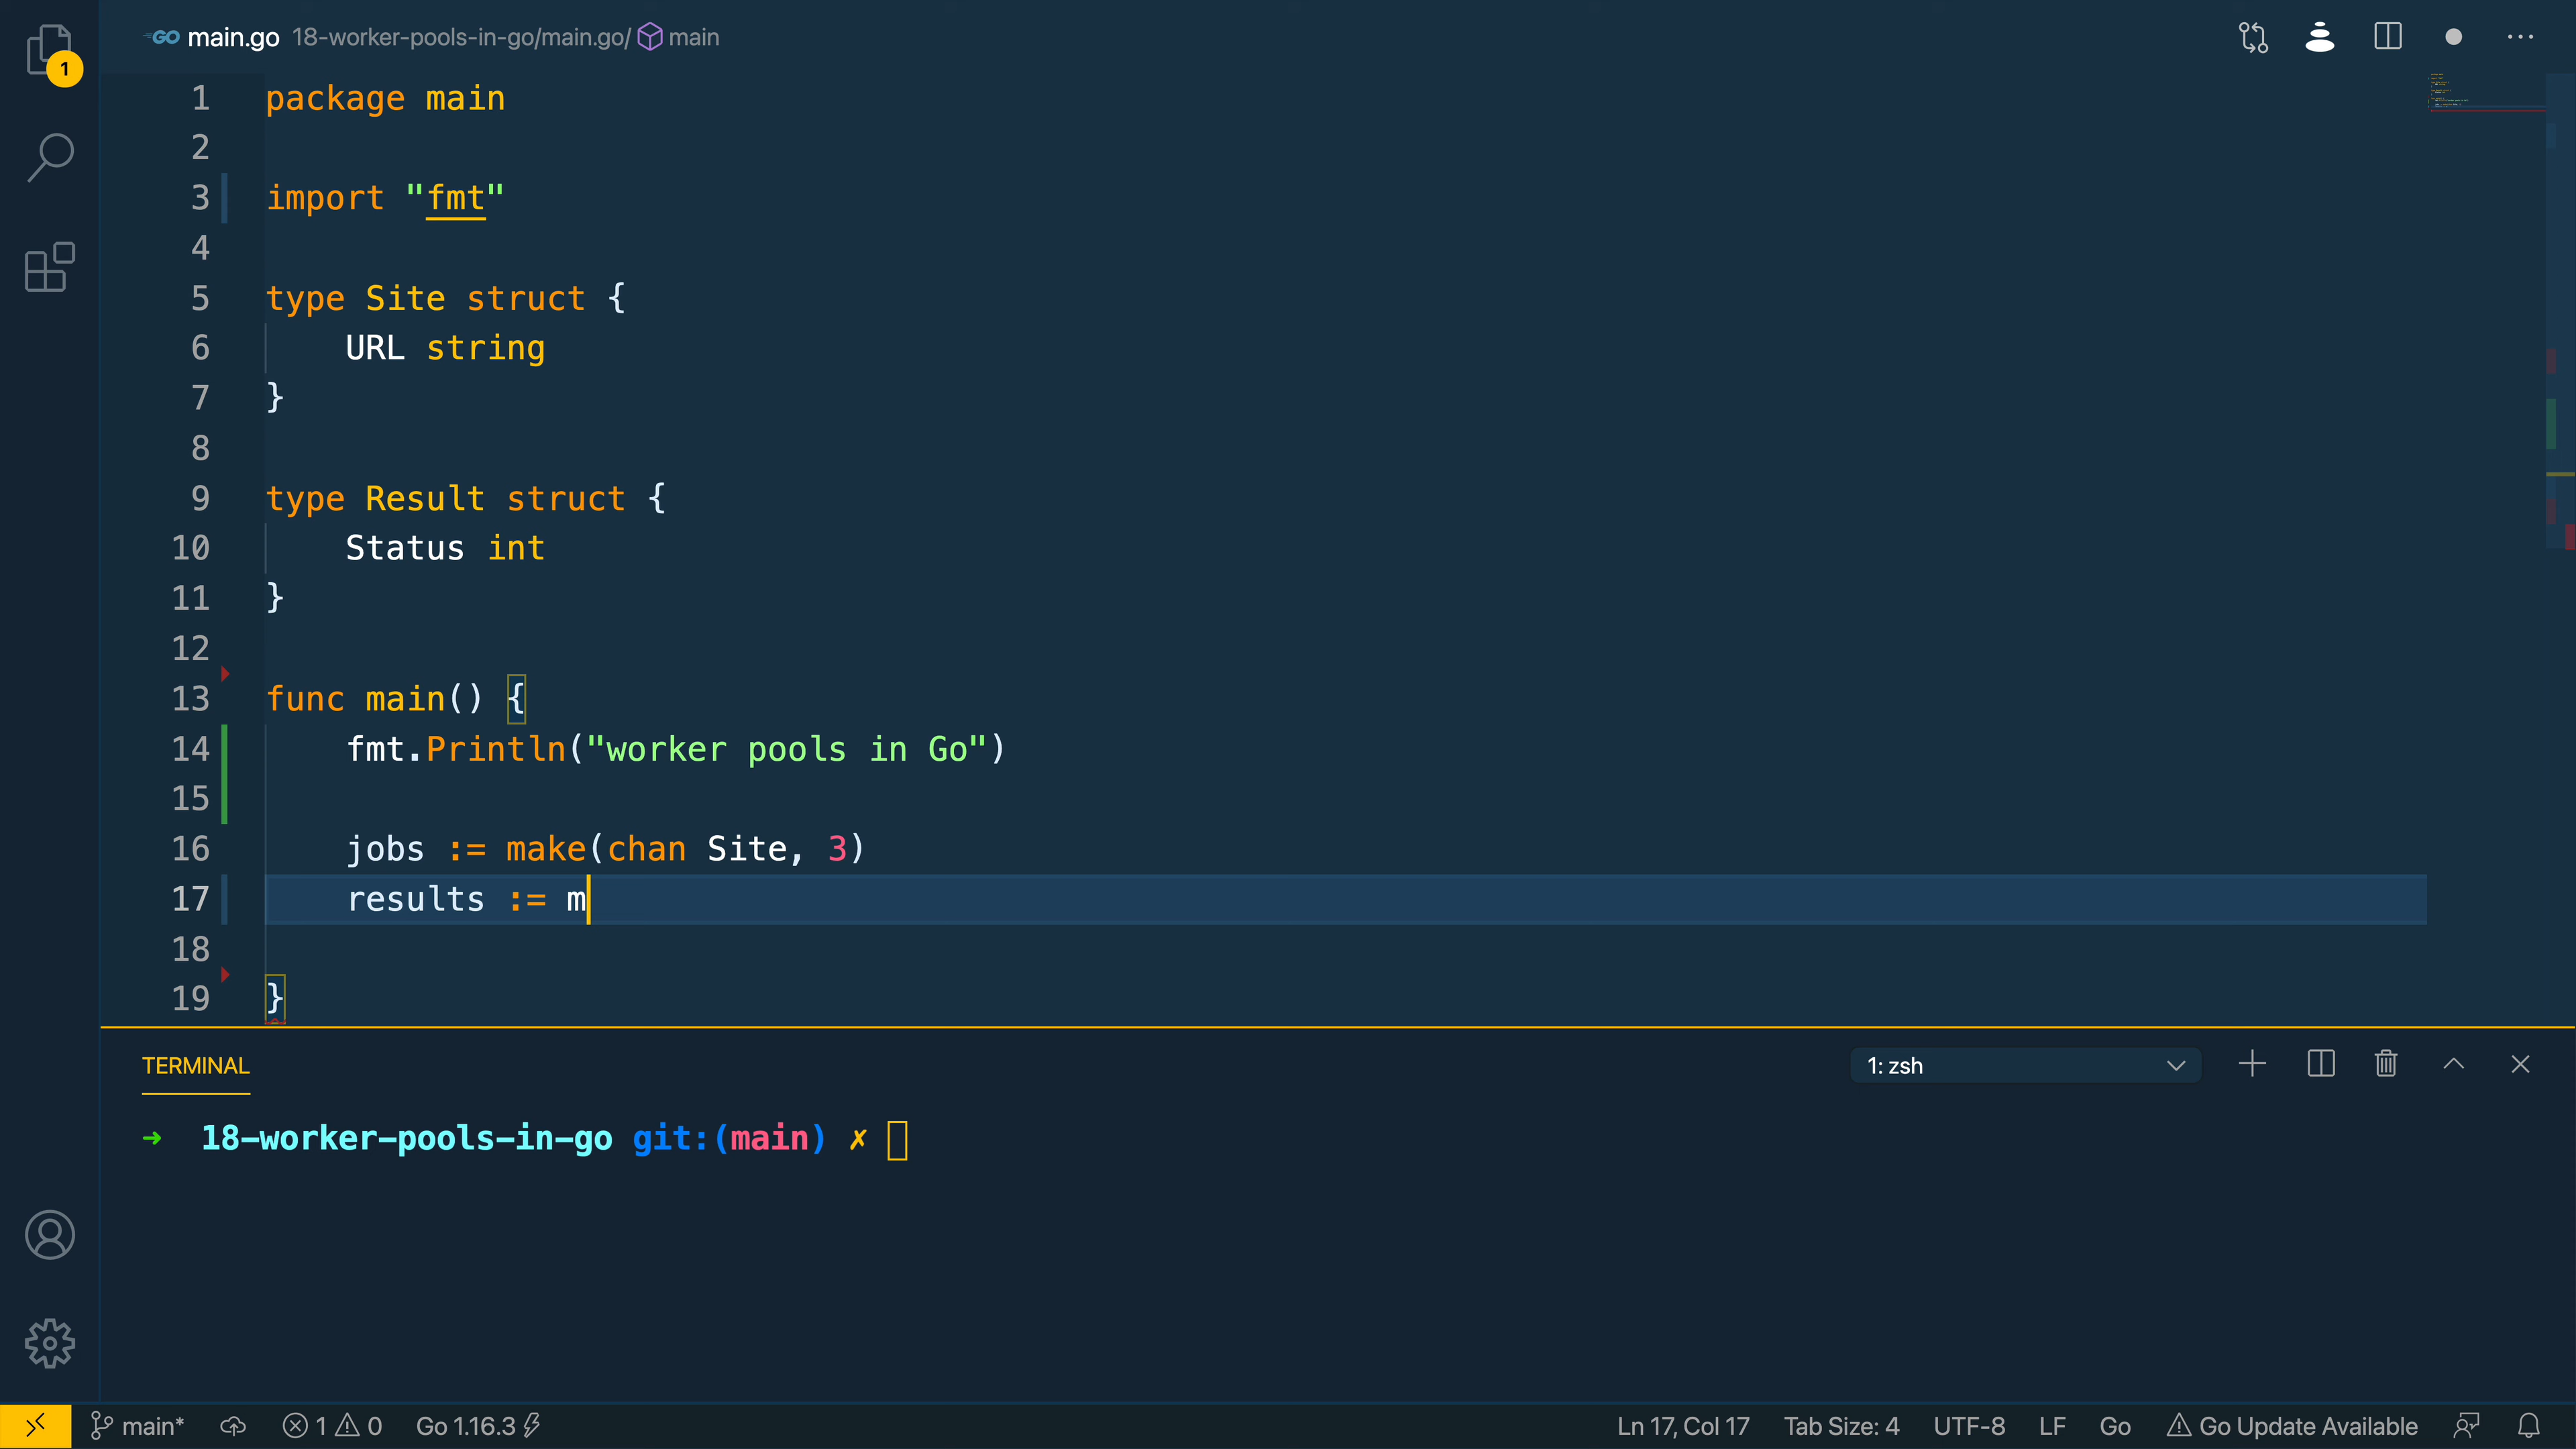 GO main.go 18-worker-pools-in-go/main.go/ main
1
1 package main
2
3 import "fmt"
4
5 type Site struct {
6 URL string
7 }
8
9 type Result struct {
10 Status int
11 }
12
13 func main() {
14 fmt.Println("worker pools in Go")
15
16 jobs := make(chan Site, 3)
17 results := m
18
19 }
TERMINAL 1: zsh
➜ 18-worker-pools-in-go git:(main) ✗
main* 1 0 Go 1.16.3 Ln 17, Col 17 Tab Size: 4 UTF-8 LF Go Go Update Available